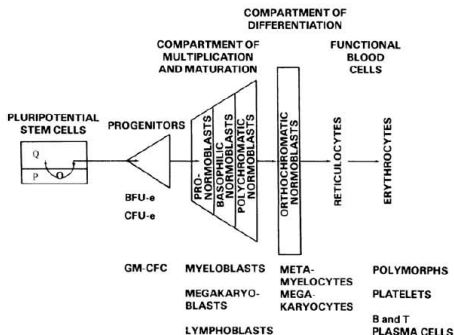 COMPARTMENT OF
DIFFERENTIATION
COMPARTMENT OF
MULTIPLICATION
AND MATURATION
FUNCTIONAL
BLOOD
CELLS
PLURIPOTENTIAL
STEM CELLS
PROGENITORS
Q
P
O
BFU-e
CFU-e
PRO-
NORMOBLASTS
BASOPHILIC
NORMOBLASTS
POLYCHROMATIC
NORMOBLASTS
ORTHOCHROMATIC
NORMOBLASTS
RETICULOCYTES
ERYTHROCYTES
GM-CFC
MYELOBLASTS
META-
MYELOCYTES
POLYMORPHS
MEGAKARYO-
BLASTS
MEGA-
KARYOCYTES
PLATELETS
LYMPHOBLASTS
B and T
PLASMA CELLS